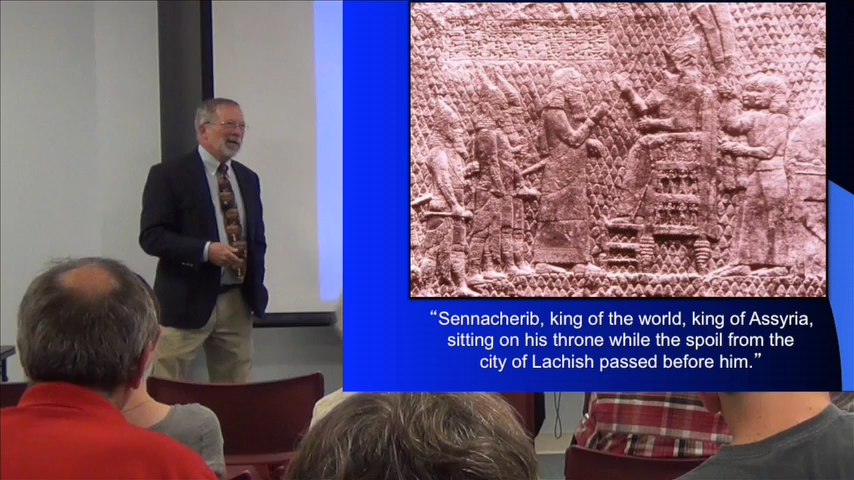 “Sennacherib, king of the world, king of Assyria,
sitting on his throne while the spoil from the
city of Lachish passed before him.”